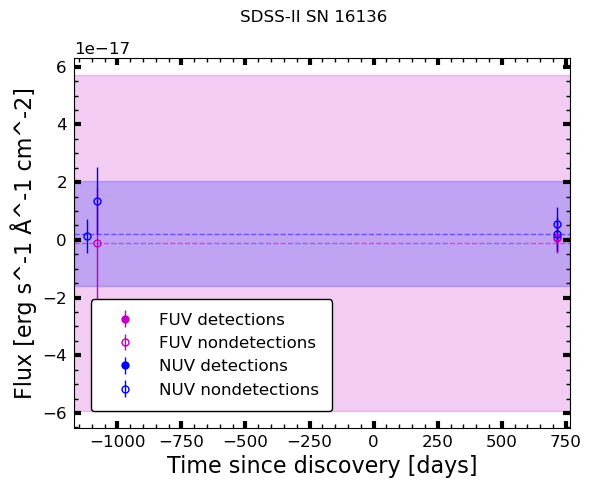 SDSS-II SN 16136
1e−17
6
4
2
0
−2
−4
−6
Flux [erg s^-1 Å^-1 cm^-2]
FUV detections
FUV nondetections
NUV detections
NUV nondetections
−1000 −750 −500 −250 0 250 500 750
Time since discovery [days]